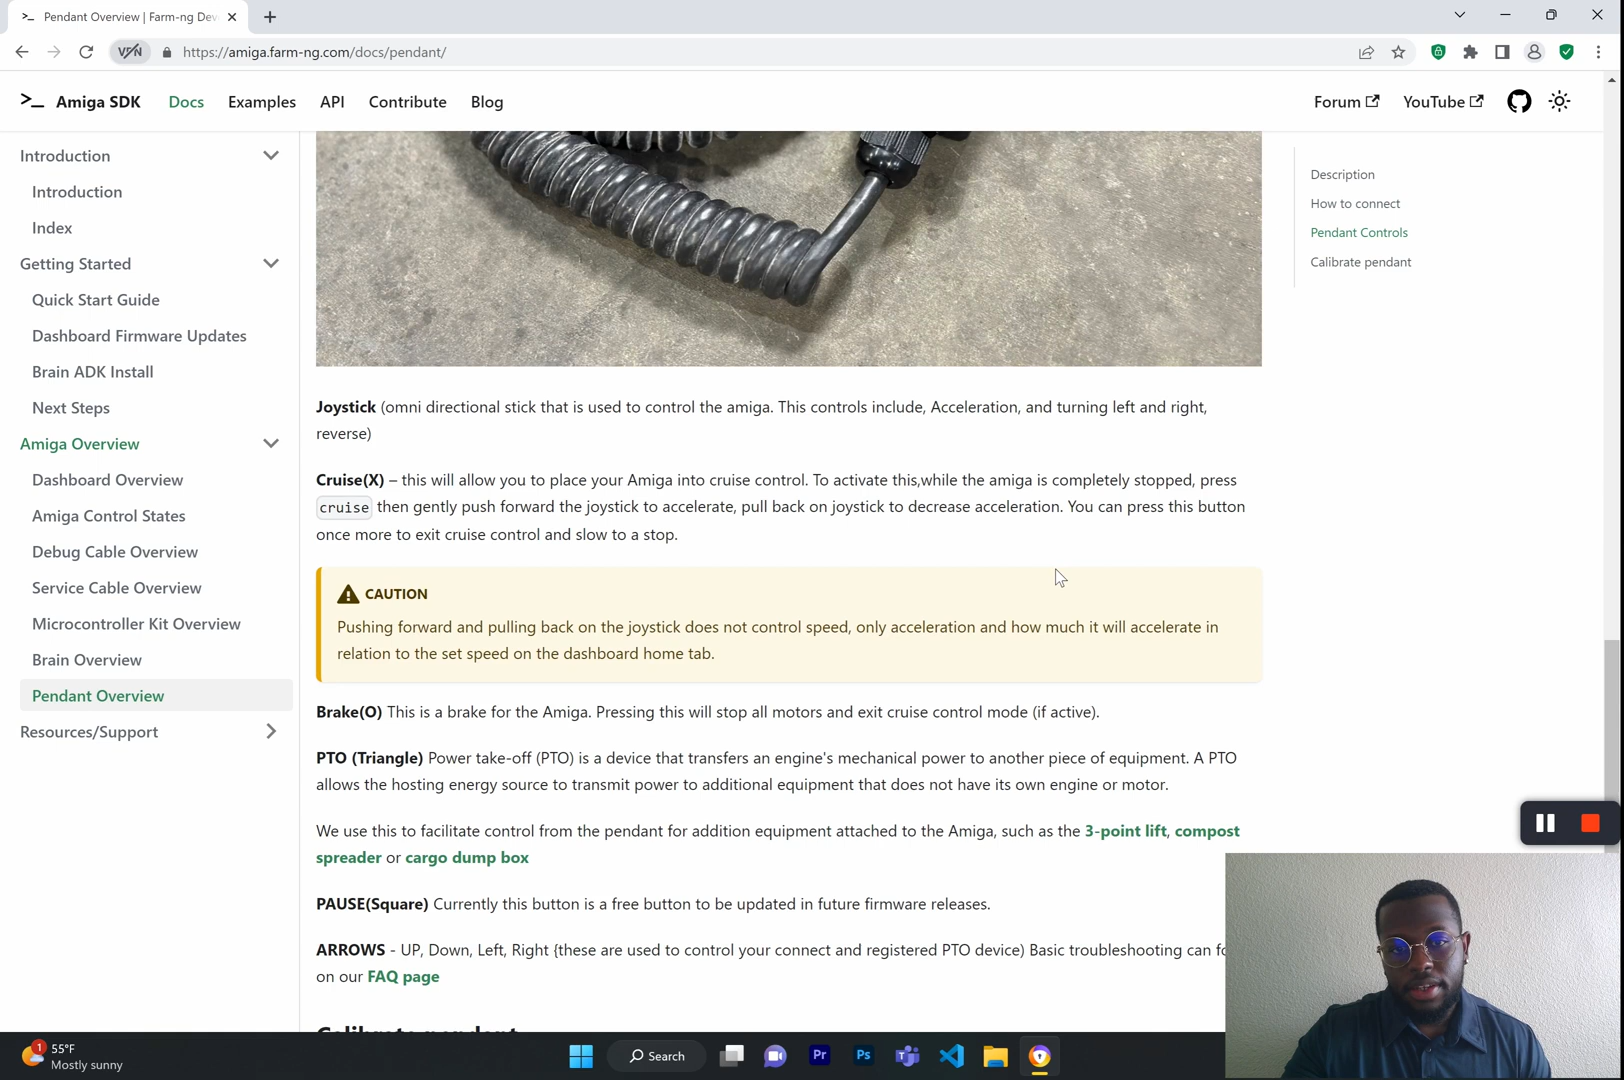 Pendant Overview | Farm-ng Dev
VPN
https://amiga.farm-ng.com/docs/pendant/
>_ Amiga SDK
Docs
Examples
API
Contribute
Blog
Forum
YouTube
Introduction
Introduction
Index
Getting Started
Quick Start Guide
Dashboard Firmware Updates
Brain ADK Install
Next Steps
Amiga Overview
Dashboard Overview
Amiga Control States
Debug Cable Overview
Service Cable Overview
Microcontroller Kit Overview
Brain Overview
Pendant Overview
Resources/Support
Joystick (omni directional stick that is used to control the amiga. This controls include, Acceleration, and turning left and right,
reverse)
Cruise(X) – this will allow you to place your Amiga into cruise control. To activate this,while the amiga is completely stopped, press
cruise then gently push forward the joystick to accelerate, pull back on joystick to decrease acceleration. You can press this button
once more to exit cruise control and slow to a stop.
CAUTION
Pushing forward and pulling back on the joystick does not control speed, only acceleration and how much it will accelerate in
relation to the set speed on the dashboard home tab.
Brake(O) This is a brake for the Amiga. Pressing this will stop all motors and exit cruise control mode (if active).
PTO (Triangle) Power take-off (PTO) is a device that transfers an engine's mechanical power to another piece of equipment. A PTO
allows the hosting energy source to transmit power to additional equipment that does not have its own engine or motor.
We use this to facilitate control from the pendant for addition equipment attached to the Amiga, such as the 3-point lift, compost
spreader or cargo dump box
PAUSE(Square) Currently this button is a free button to be updated in future firmware releases.
ARROWS - UP, Down, Left, Right {these are used to control your connect and registered PTO device) Basic troubleshooting can fo
on our FAQ page
Calibrate pendant
Description
How to connect
Pendant Controls
Calibrate pendant
1
55°F
Mostly sunny
Search
Pr
Ps